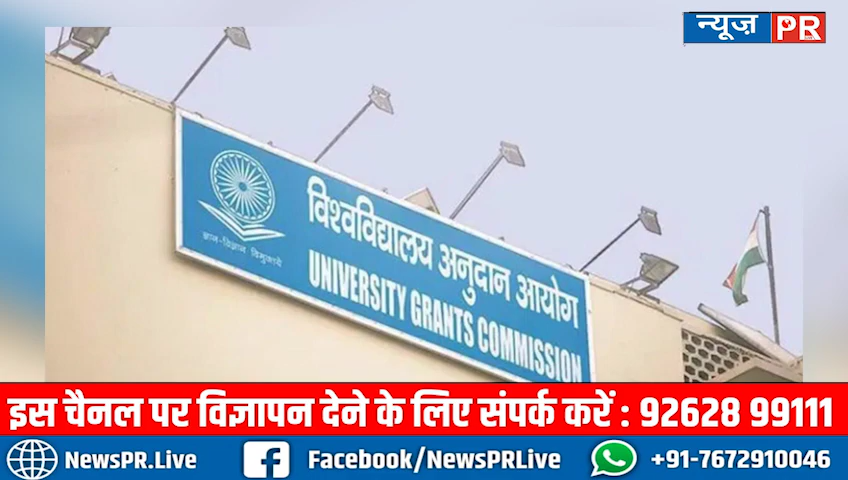 न्यूज़ PR
ज्ञान-विज्ञान विमुक्तये
विश्वविद्यालय अनुदान आयोग
UNIVERSITY GRANTS COMMISSION
इस चैनल पर विज्ञापन देने के लिए संपर्क करें : 92628 99111
NewsPR.Live Facebook/NewsPRLive +91-7672910046